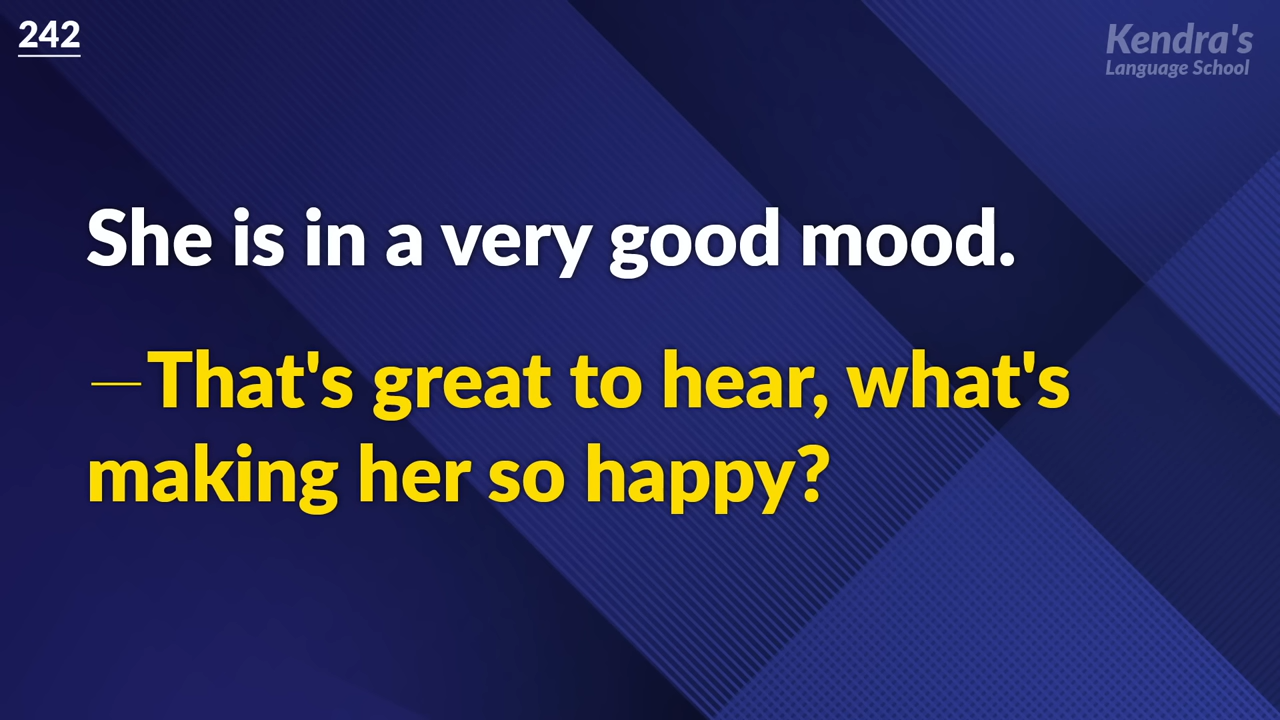 242
Kendra's
Language School
She is in a very good mood.
—That's great to hear, what's
making her so happy?